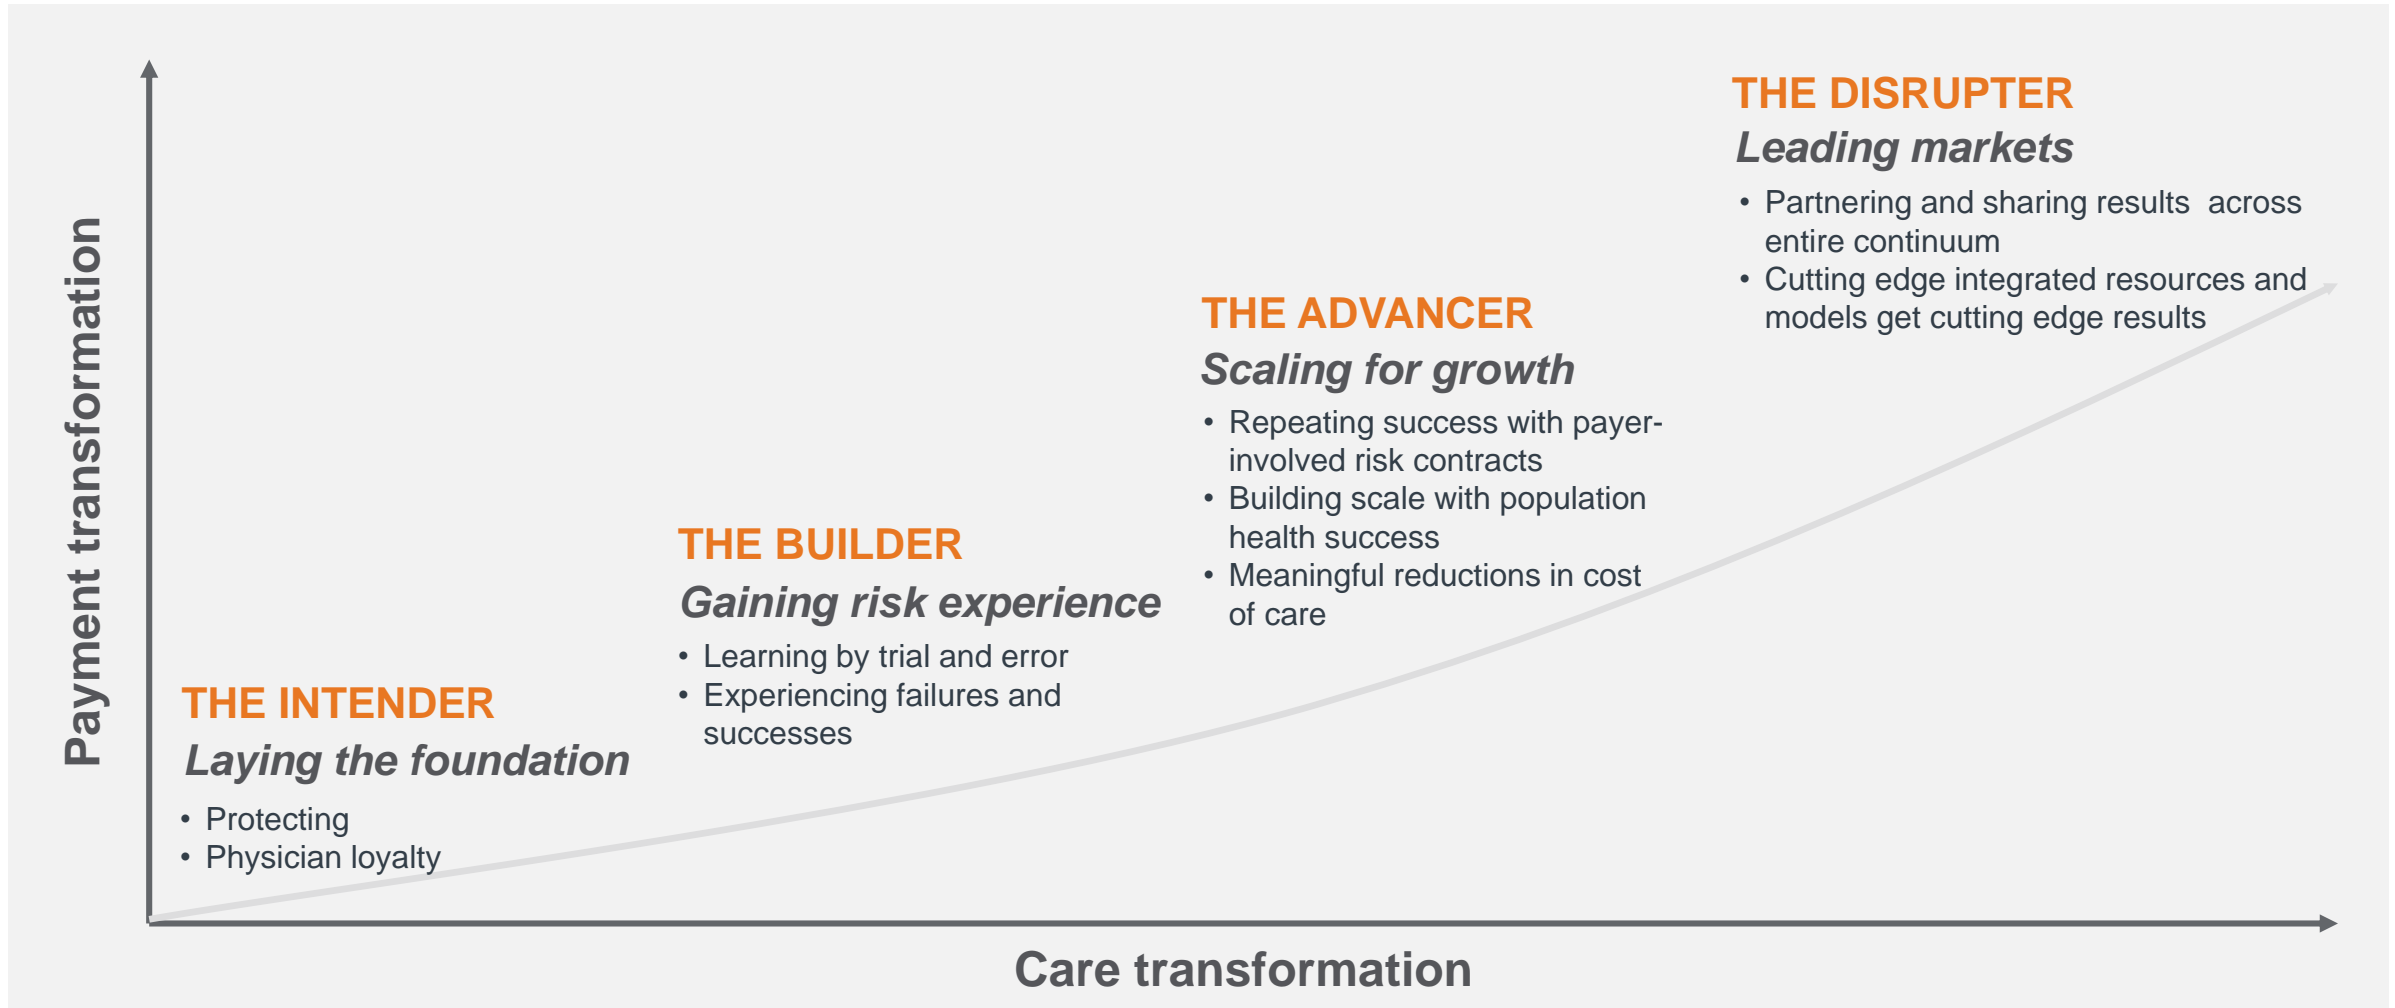 Payment transformation
THE INTENDER
Laying the foundation
• Protecting
• Physician loyalty
THE BUILDER
Gaining risk experience
• Learning by trial and error
• Experiencing failures and
successes
THE ADVANCER
Scaling for growth
• Repeating success with payer-
involved risk contracts
• Building scale with population
health success
• Meaningful reductions in cost
of care
THE DISRUPTER
Leading markets
• Partnering and sharing results  across
entire continuum
• Cutting edge integrated resources and
models get cutting edge results
Care transformation